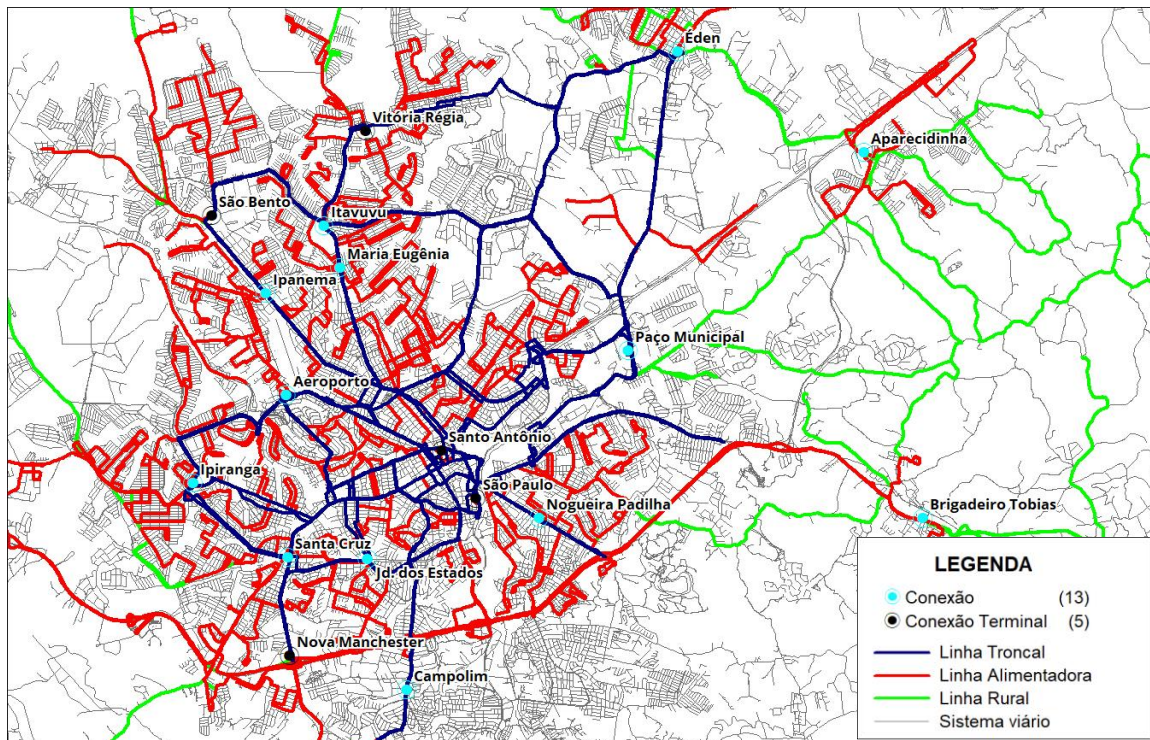 Éden
Vitória Régia
Aparecidinha
São Bento
Itavuvu
Maria Eugênia
Ipanema
Paço Municipal
Aeroporto
Santo Antônio
Ipiranga
São Paulo
Nogueira Padilha
Brigadeiro Tobias
Santa Cruz
Jd. dos Estados
Nova Manchester
Campolim
LEGENDA
Conexão (13)
Conexão Terminal (5)
Linha Troncal
Linha Alimentadora
Linha Rural
Sistema viário